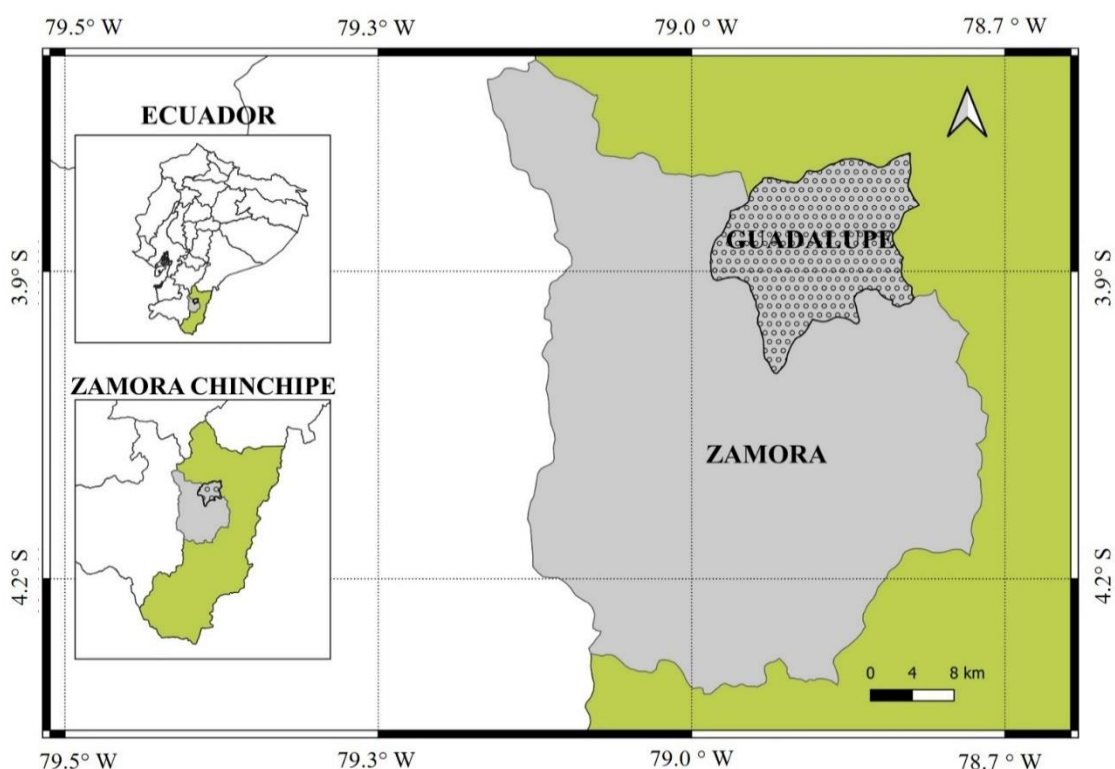 79.5° W 79.3° W 79.0° W 78.7° W
ECUADOR
GUADALUPE
3.9° S 3.9° S
ZAMORA CHINCHIPE
ZAMORA
4.2° S 4.2° S
0 4 8 km
79.5° W 79.3° W 79.0° W 78.7° W